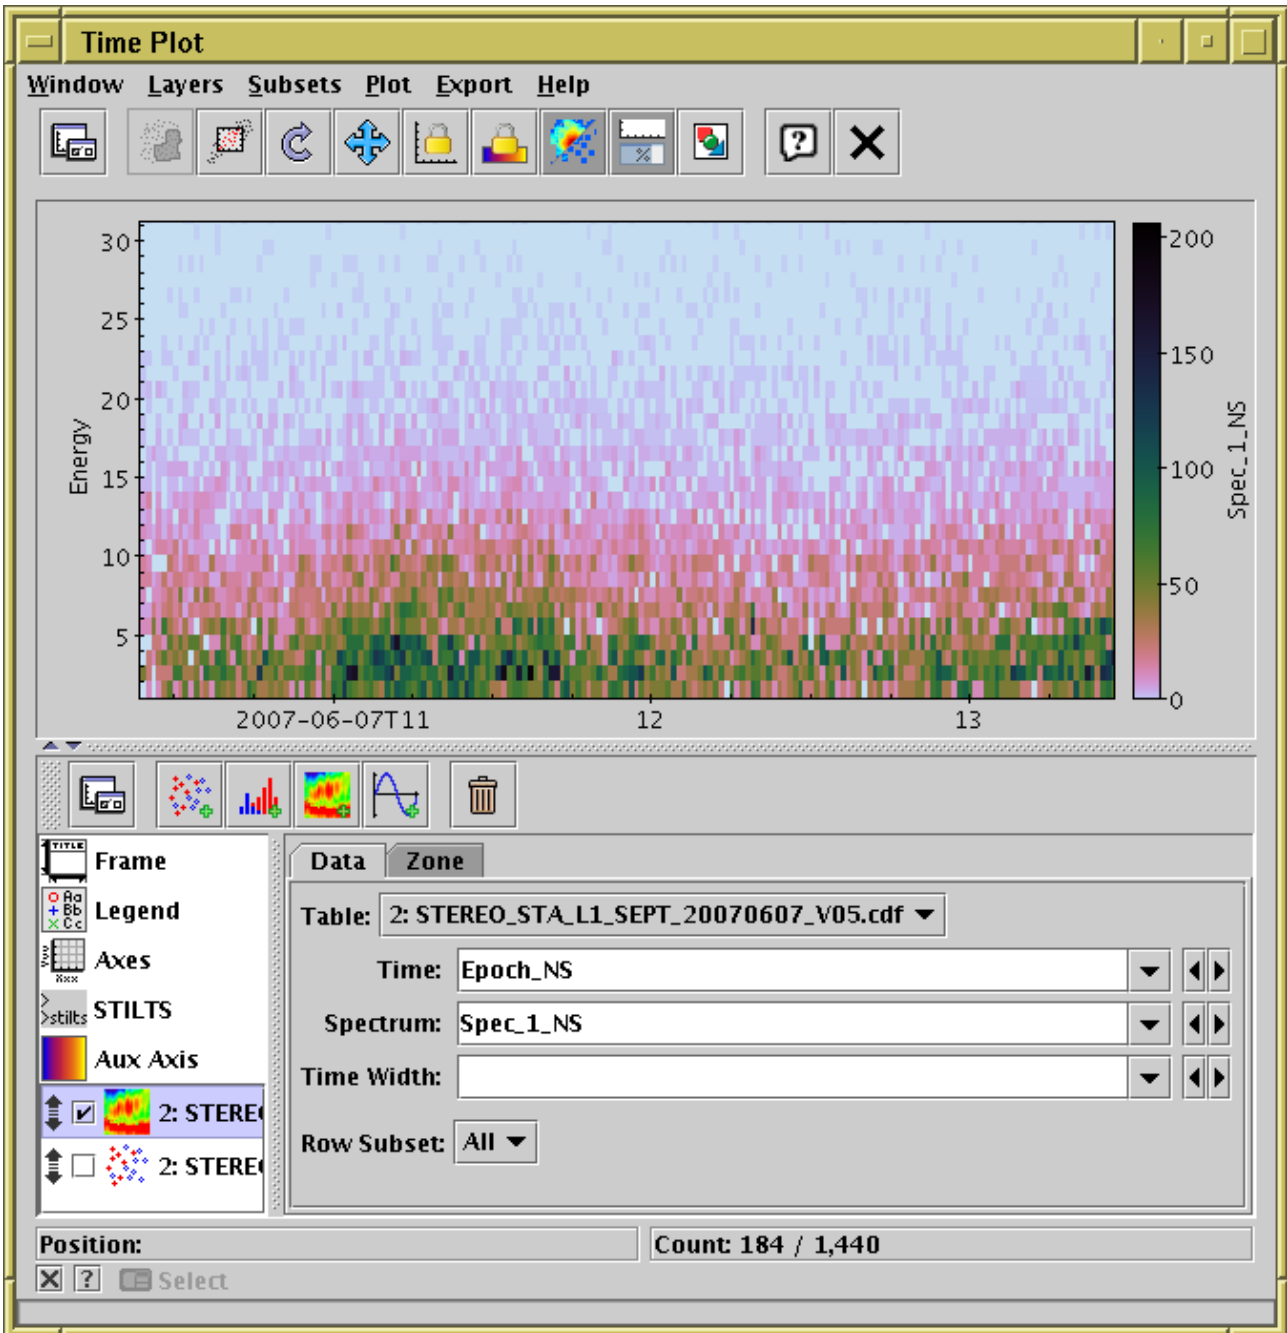 Time Plot
Window Layers Subsets Plot Export Help
30
25
20
15
10
5
Energy
2007-06-07T11 12 13
200
150
100
50
0
Spec_1_NS
Frame
Legend
Axes
STILTS
Aux Axis
2: STERE
2: STERE
Data Zone
Table: 2: STEREO_STA_L1_SEPT_20070607_V05.cdf
Time: Epoch_NS
Spectrum: Spec_1_NS
Time Width:
Row Subset: All
Position:
Count: 184 / 1,440
Select